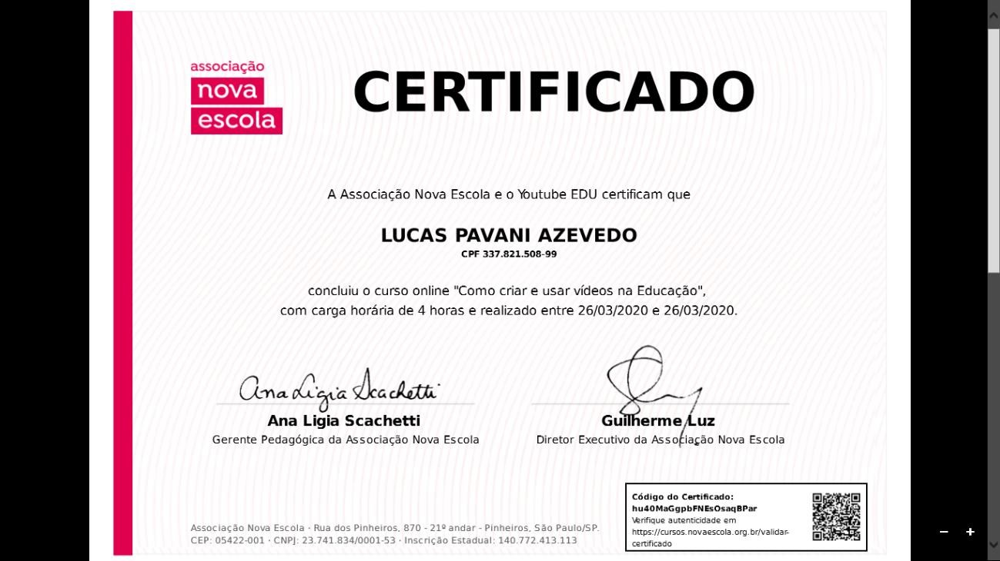 associação
nova
escola
CERTIFICADO
A Associação Nova Escola e o Youtube EDU certificam que
LUCAS PAVANI AZEVEDO
CPF 337.821.508-99
concluiu o curso online "Como criar e usar vídeos na Educação",
com carga horária de 4 horas e realizado entre 26/03/2020 e 26/03/2020.
Ana Ligia Scachetti
Ana Ligia Scachetti
Gerente Pedagógica da Associação Nova Escola
Guilherme Luz
Diretor Executivo da Associação Nova Escola
Código do Certificado:
hu40MaGgpbFNEsOsaqBPar
Verifique autenticidade em
https://cursos.novaescola.org.br/validar-
certificado
Associação Nova Escola · Rua dos Pinheiros, 870 - 21º andar - Pinheiros, São Paulo/SP.
CEP: 05422-001 · CNPJ: 23.741.834/0001-53 · Inscrição Estadual: 140.772.413.113